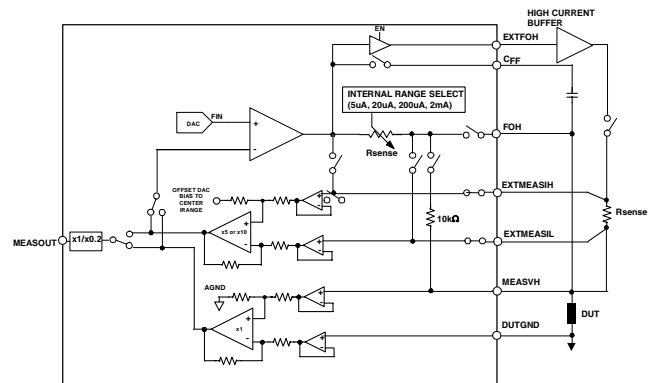 HIGH CURRENT
BUFFER
EN
EXTFOH
CFF
INTERNAL RANGE SELECT
(5uA, 20uA, 200uA, 2mA)
DAC
FIN
+
-
FOH
Rsense
OFFSET DAC
BIAS TO
CENTER
IRANGE
EXTMEASIH
+
-
+
-
x5 or x10
10kΩ
Rsense
MEASOUT
x1/x0.2
+
-
EXTMEASIL
AGND
+
-
MEASVH
+
-
x1
DUT
+
-
DUTGND